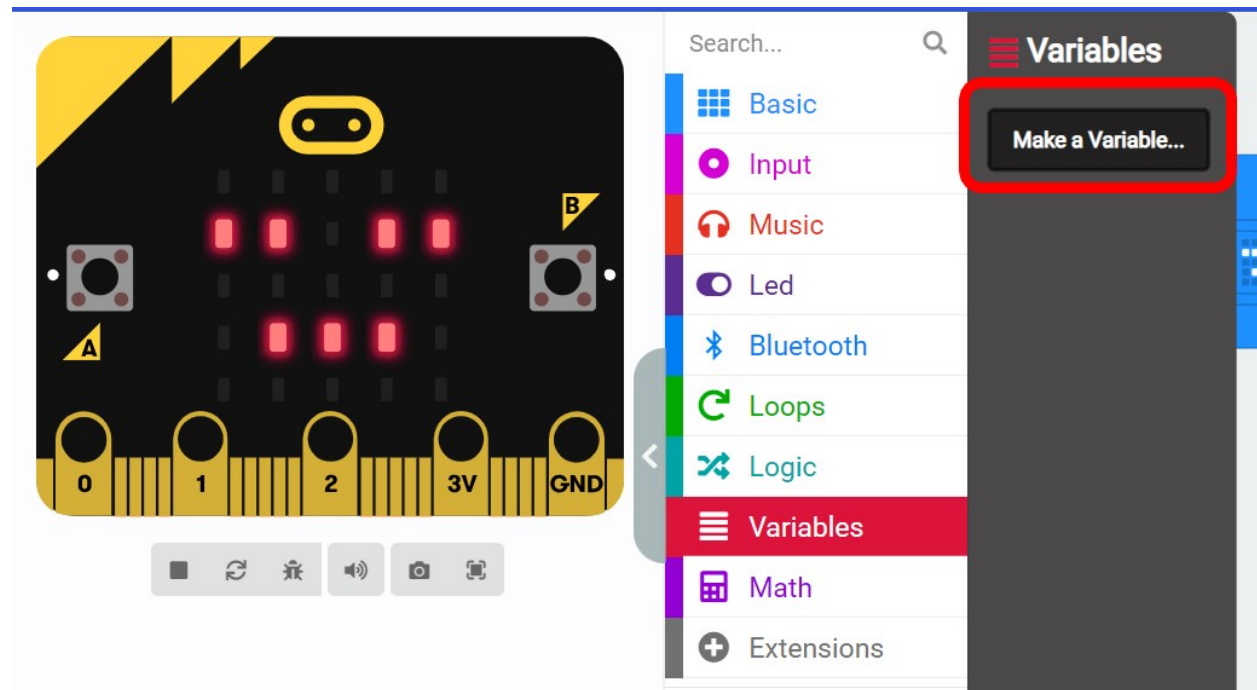 B
A
0
1
2
3V
GND
Search...
Basic
Input
Music
Led
Bluetooth
Loops
Logic
Variables
Math
Extensions
Variables
Make a Variable...